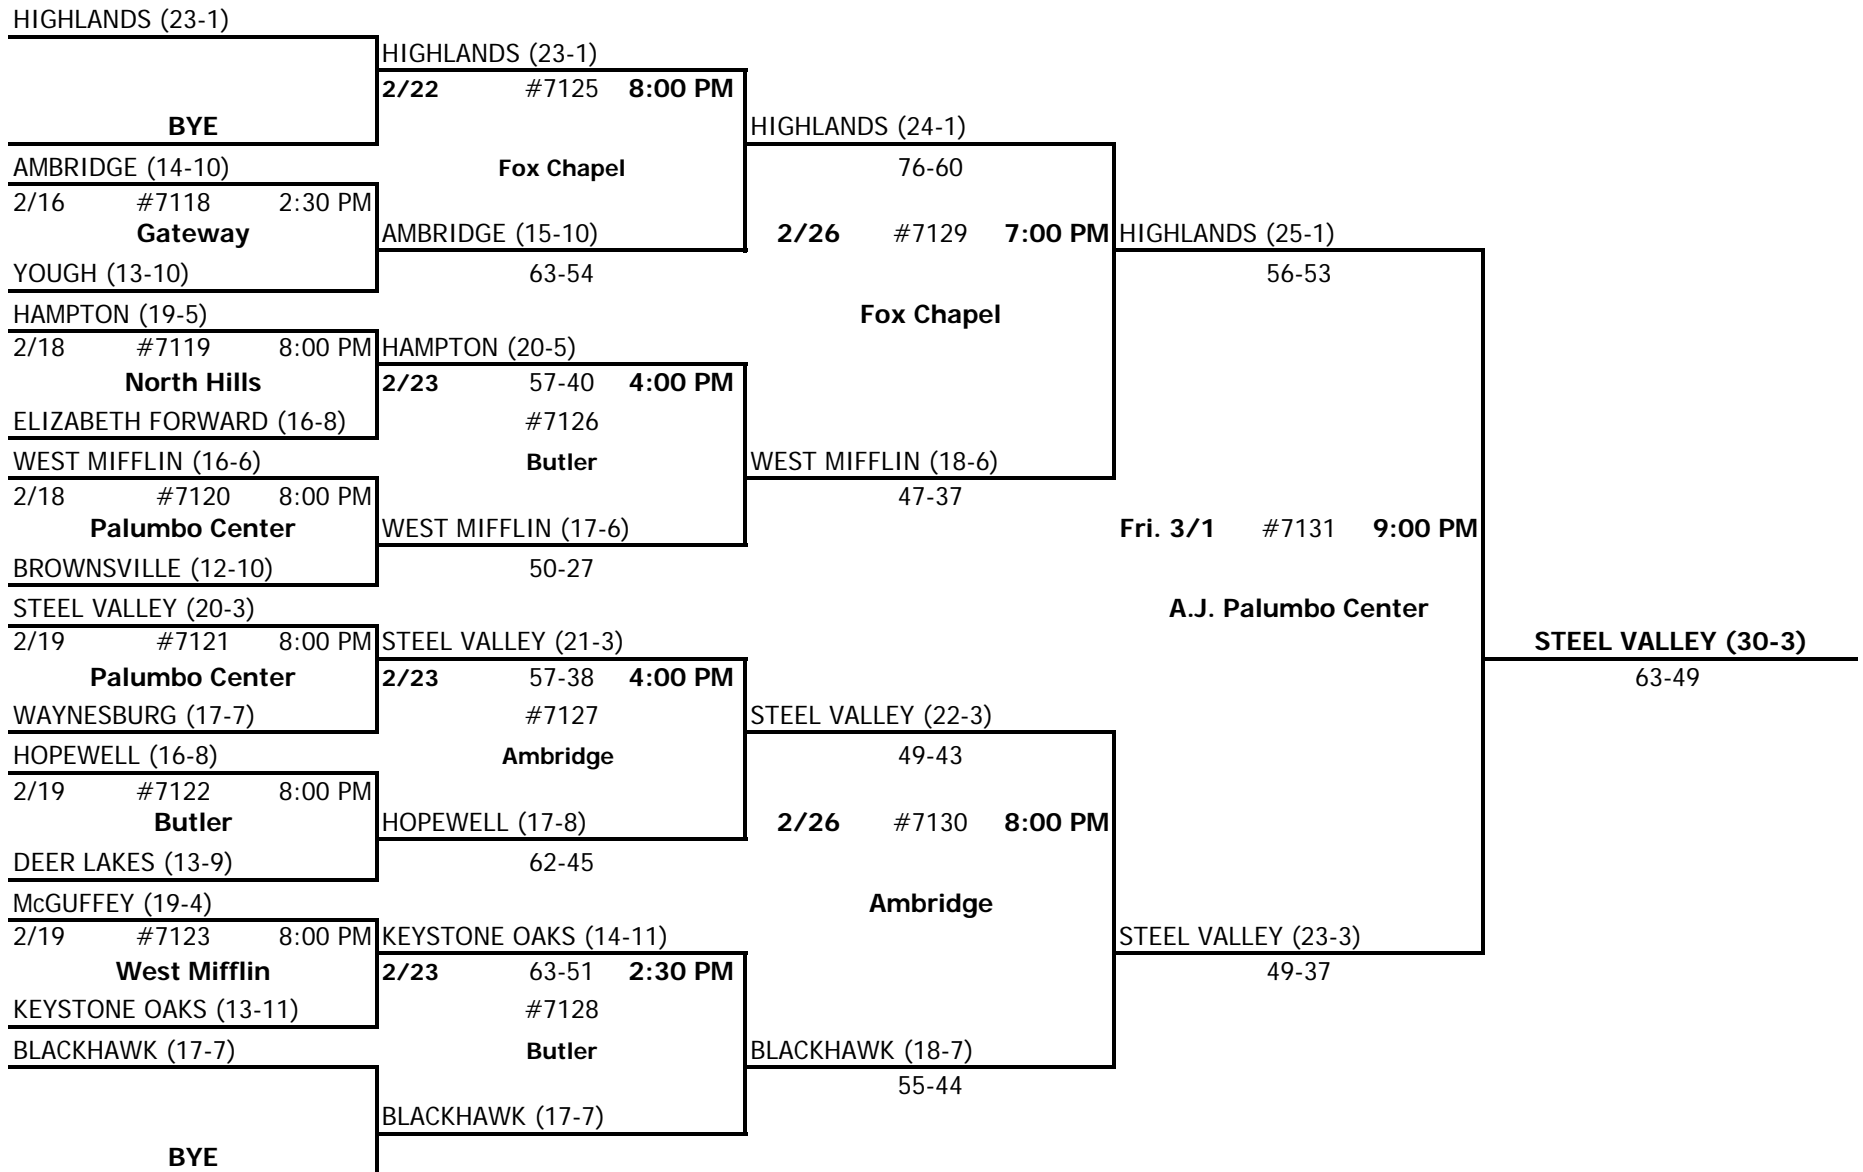 HIGHLANDS (23-1)
BYE
AMBRIDGE (14-10)
2/16 #7118 2:30 PM
Gateway
YOUGH (13-10)
HAMPTON (19-5)
2/18 #7119 8:00 PM
North Hills
ELIZABETH FORWARD (16-8)
WEST MIFFLIN (16-6)
2/18 #7120 8:00 PM
Palumbo Center
BROWNSVILLE (12-10)
STEEL VALLEY (20-3)
2/19 #7121 8:00 PM
Palumbo Center
WAYNESBURG (17-7)
HOPEWELL (16-8)
2/19 #7122 8:00 PM
Butler
DEER LAKES (13-9)
McGUFFEY (19-4)
2/19 #7123 8:00 PM
West Mifflin
KEYSTONE OAKS (13-11)
BLACKHAWK (17-7)
BYE
HIGHLANDS (23-1)
2/22 #7125 8:00 PM
Fox Chapel
AMBRIDGE (15-10)
63-54
HAMPTON (20-5)
2/23 57-40 4:00 PM
#7126
Butler
WEST MIFFLIN (17-6)
50-27
STEEL VALLEY (21-3)
2/23 57-38 4:00 PM
#7127
Ambridge
HOPEWELL (17-8)
62-45
KEYSTONE OAKS (14-11)
2/23 63-51 2:30 PM
#7128
Butler
BLACKHAWK (17-7)
HIGHLANDS (24-1)
76-60
2/26 #7129 7:00 PM
Fox Chapel
WEST MIFFLIN (18-6)
47-37
STEEL VALLEY (22-3)
49-43
2/26 #7130 8:00 PM
Ambridge
BLACKHAWK (18-7)
55-44
HIGHLANDS (25-1)
56-53
Fri. 3/1 #7131 9:00 PM
A.J. Palumbo Center
STEEL VALLEY (23-3)
49-37
STEEL VALLEY (30-3)
63-49